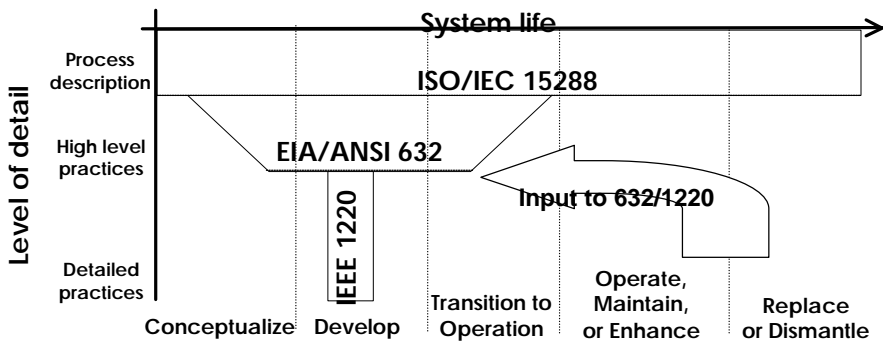 System life
Process
description
ISO/IEC 15288
Level of detail
High level
practices
EIA/ANSI 632
Input to 632/1220
IEEE 1220
Detailed
practices
Conceptualize
Develop
Transition to
Operation
Operate,
Maintain,
or Enhance
Replace
or Dismantle